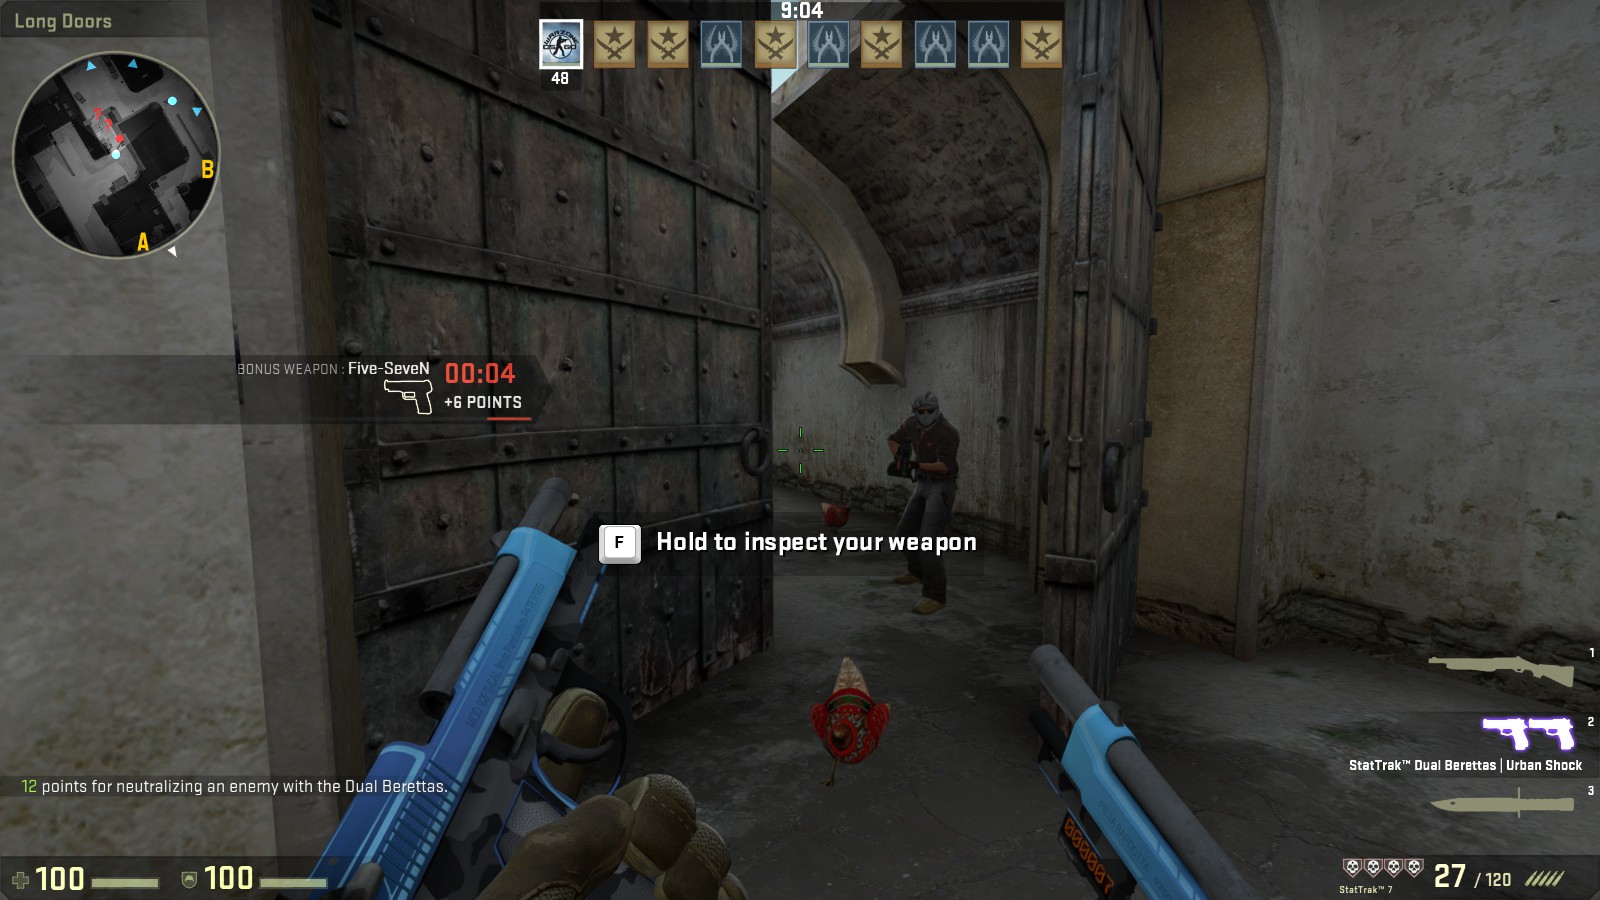 Long Doors
9:04
48
B
A
BONUS WEAPON : Five-SeveN
00:04
+6 POINTS
F Hold to inspect your weapon
1
2
StatTrak™ Dual Berettas | Urban Shock
3
12 points for neutralizing an enemy with the Dual Berettas.
100
100
000007
StatTrak™ 7
27 / 120